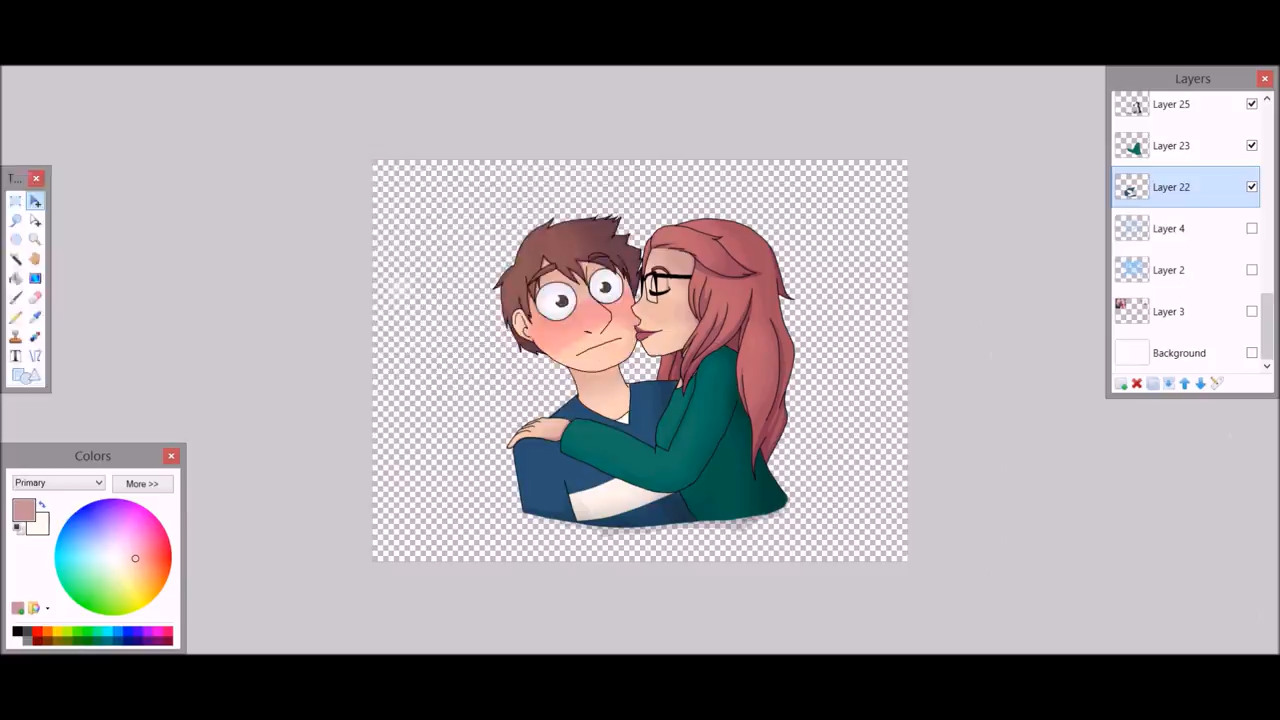 Layers
Layer 25
Layer 23
Layer 22
Layer 4
Layer 2
Layer 3
Background
T...
T
Colors
Primary
More >>